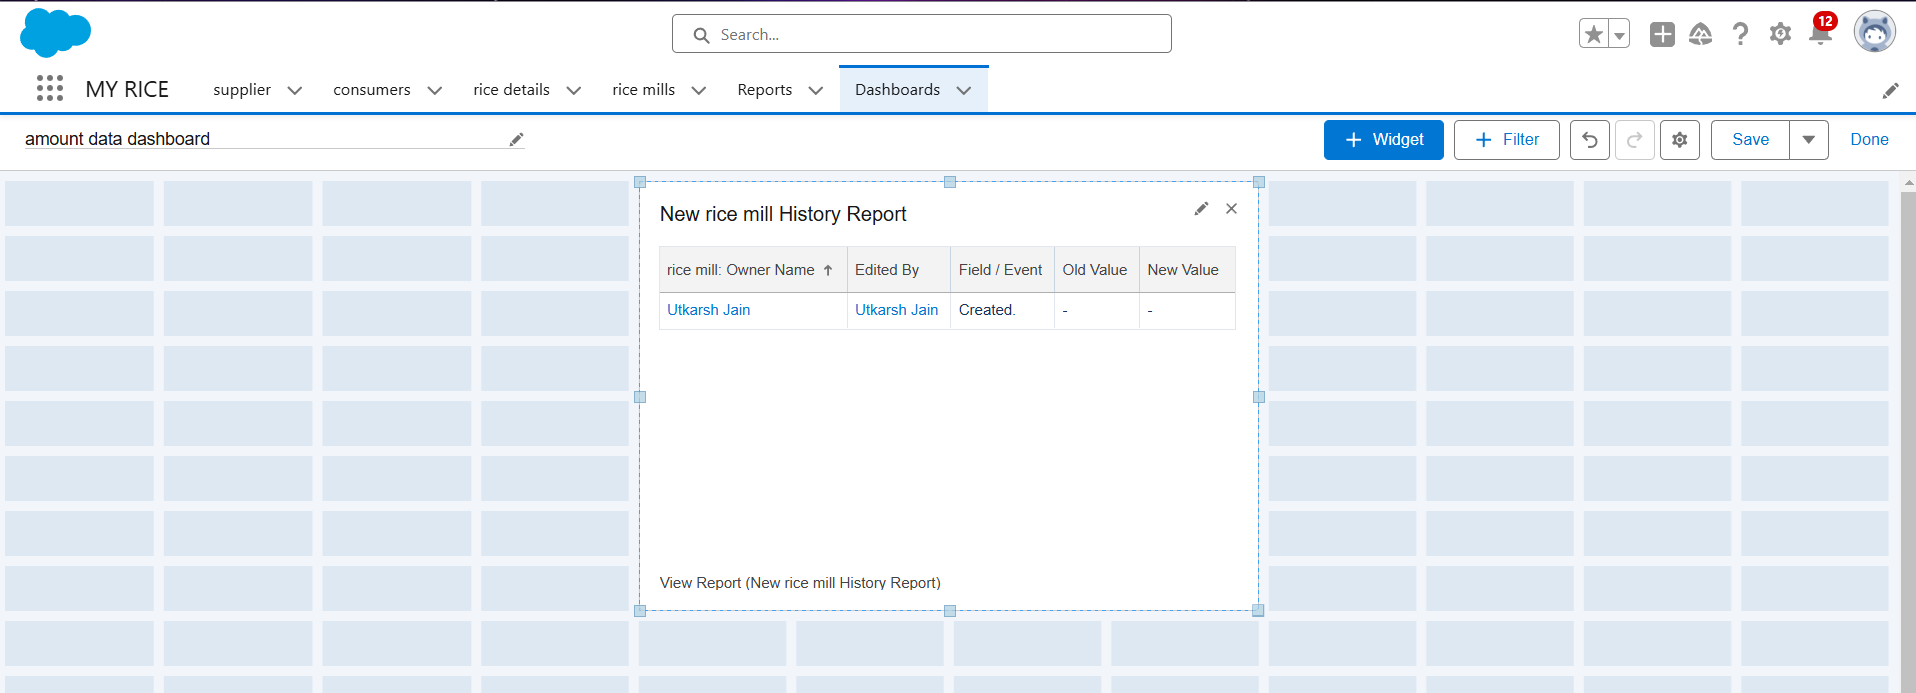 Search...
12
MY RICE supplier consumers rice details rice mills Reports Dashboards
amount data dashboard
Widget Filter Save Done
New rice mill History Report
rice mill: Owner Name Edited By Field / Event Old Value New Value
Utkarsh Jain Utkarsh Jain Created. - -
View Report (New rice mill History Report)